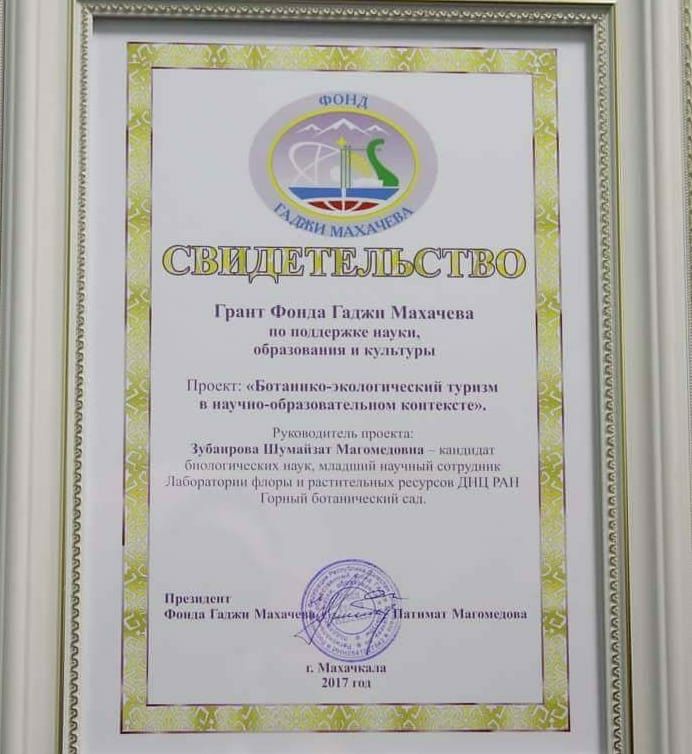 ФОНД
ГАДЖИ МАХАЧЕВА
СВИДЕТЕЛЬСТВО
Грант Фонда Гаджи Махачева
по поддержке науки,
образования и культуры
Проект: «Ботанико-экологический туризм
в научно-образовательном контексте».
Руководитель проекта:
Зубаирова Шумайзат Магомедовна – кандидат
биологических наук, младший научный сотрудник
Лаборатории флоры и растительных ресурсов ДНЦ РАН
Горный ботанический сад.
Президент
Фонда Гаджи Махачева Патимат Магомедова
г. Махачкала
2017 год